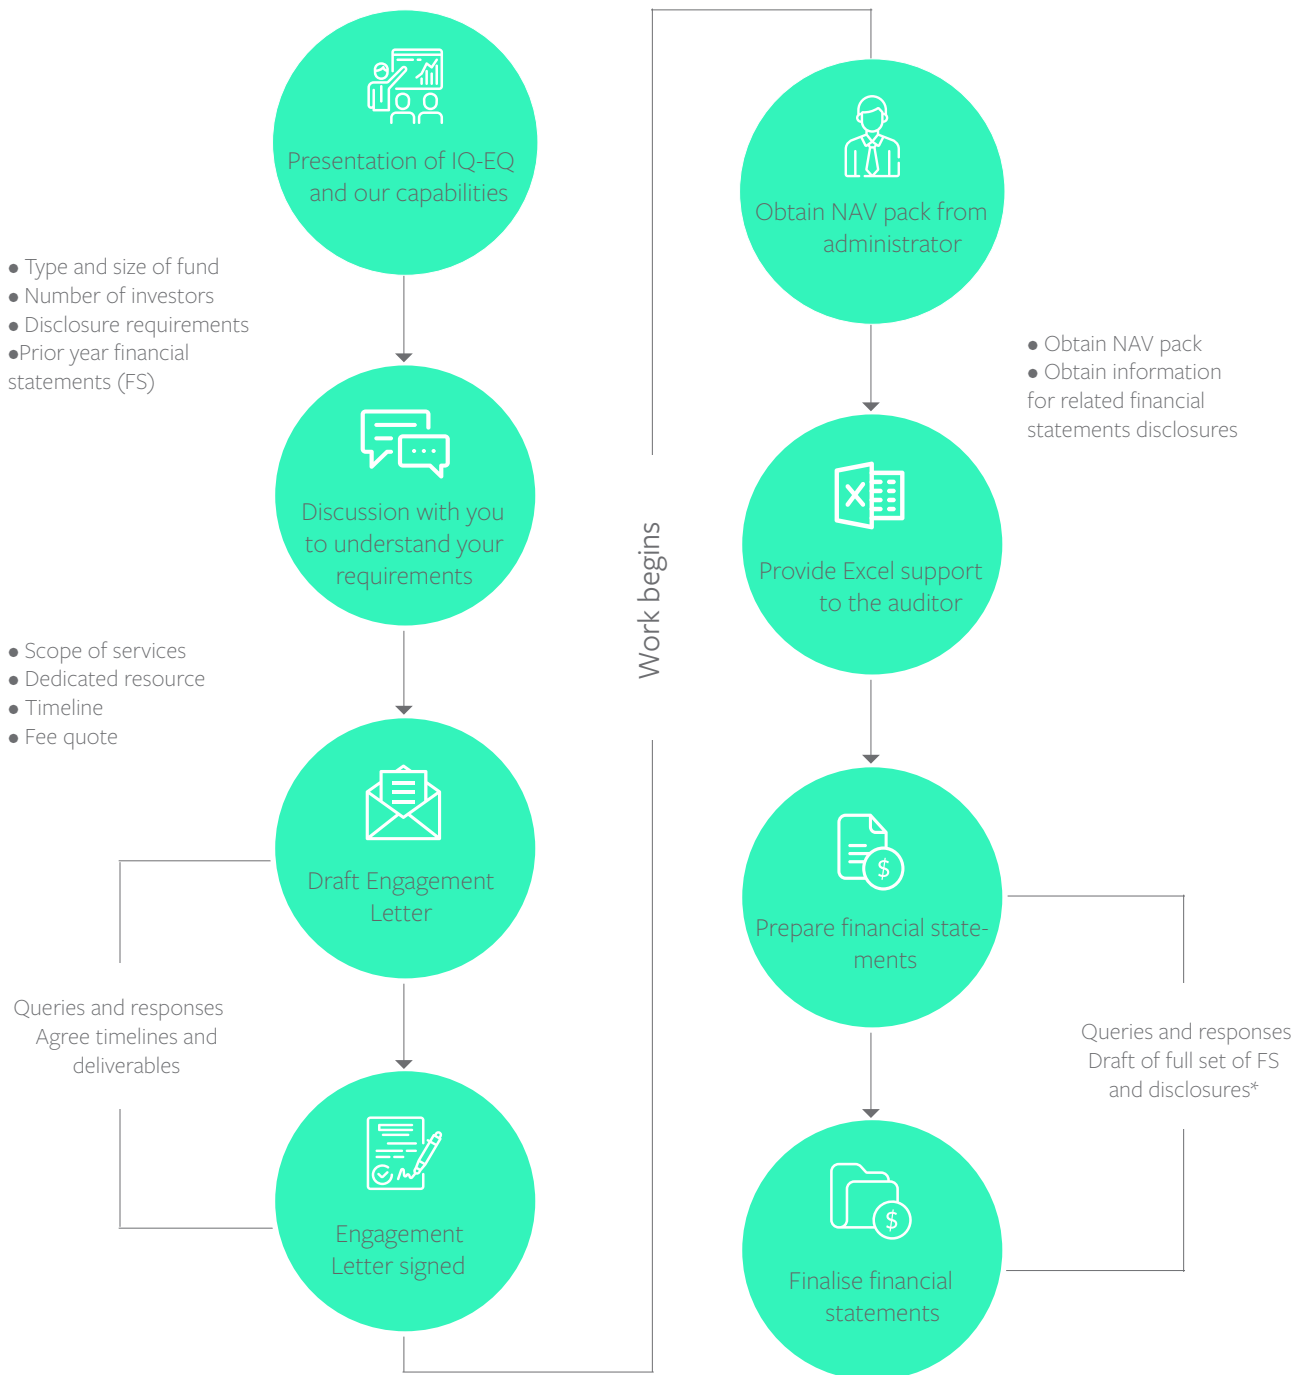 Presentation of IQ-EQ
and our capabilities
● Type and size of fund
● Number of investors
● Disclosure requirements
●Prior year financial
statements (FS)
Discussion with you
to understand your
requirements
● Scope of services
● Dedicated resource
● Timeline
● Fee quote
Draft Engagement
Letter
Queries and responses
Agree timelines and
deliverables
Engagement
Letter signed
Work begins
Obtain NAV pack from
administrator
● Obtain NAV pack
● Obtain information
for related financial
statements disclosures
X
Provide Excel support
to the auditor
$
Prepare financial state-
ments
Queries and responses
Draft of full set of FS
and disclosures*
$
Finalise financial
statements